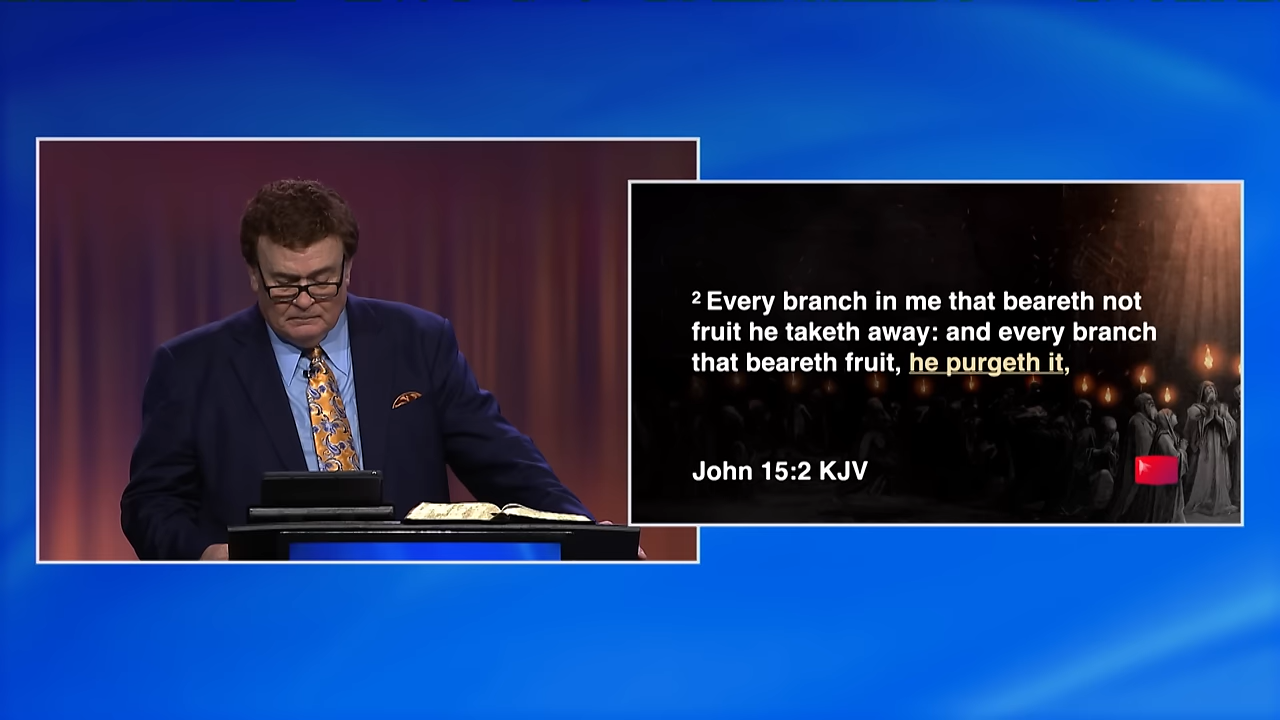 2 Every branch in me that beareth not
fruit he taketh away: and every branch
that beareth fruit, he purgeth it,
John 15:2 KJV